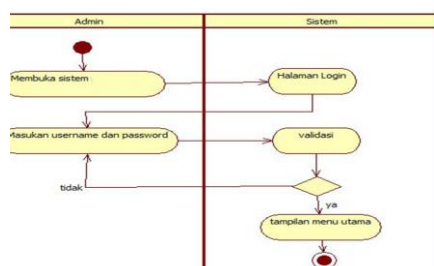 Admin
Sistem
Membuka sistem
Halaman Login
Masukan username dan password
validasi
tidak
ya
tampilan menu utama